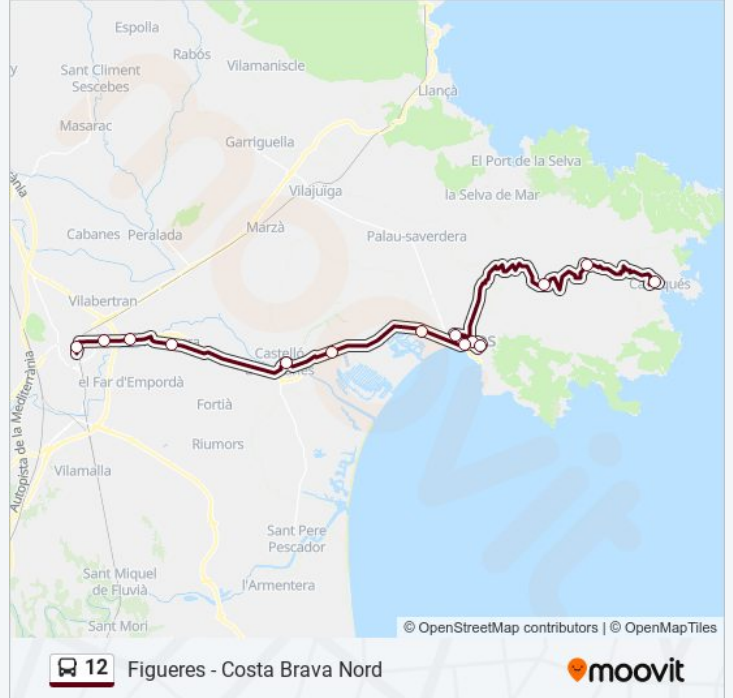 Espolla
Rabós
Sant Climent
Sescebes
Vilamaniscle
Llançà
Masarac
Garriguella
El Port de la Selva
Vilajuïga
la Selva de Mar
Cabanes
Peralada
Marzà
Palau-saverdera
Vilabertran
Castelló
el Far d'Empordà
Fortià
Riumors
Autopista de la Mediterrània
Vilamalla
Sant Pere
Pescador
Sant Miquel
de Fluvià
l'Armentera
Sant Mori
© OpenStreetMap contributors | © OpenMapTiles
12 Figueres - Costa Brava Nord
moovit